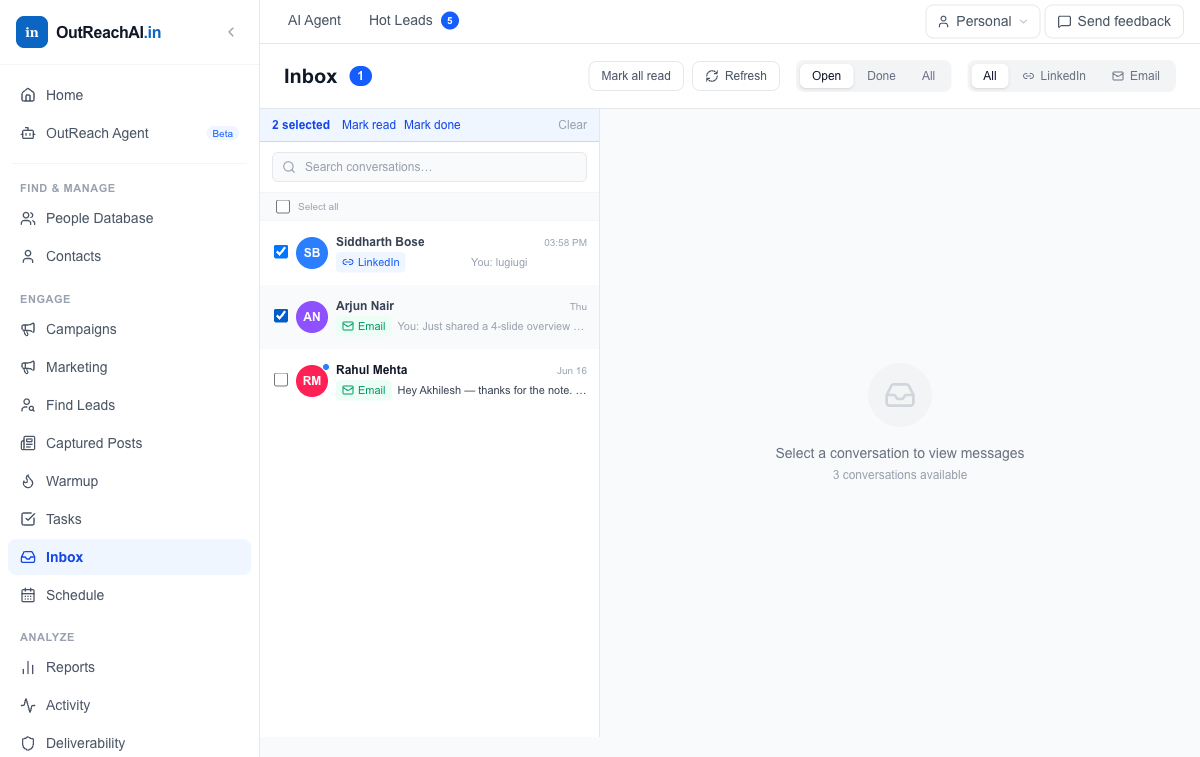 in OutReachAI.in
Home
OutReach Agent Beta
FIND & MANAGE
People Database
Contacts
ENGAGE
Campaigns
Marketing
Find Leads
Captured Posts
Warmup
Tasks
Inbox
Schedule
ANALYZE
Reports
Activity
Deliverability
AI Agent Hot Leads 5 Personal Send feedback
Inbox 1 Mark all read Refresh Open Done All All LinkedIn Email
2 selected Mark read Mark done Clear
Search conversations…
Select all
SB Siddharth Bose 03:58 PM
LinkedIn You: lugiugi
AN Arjun Nair Thu
Email You: Just shared a 4-slide overview …
RM Rahul Mehta Jun 16
Email Hey Akhilesh — thanks for the note. …
Select a conversation to view messages
3 conversations available